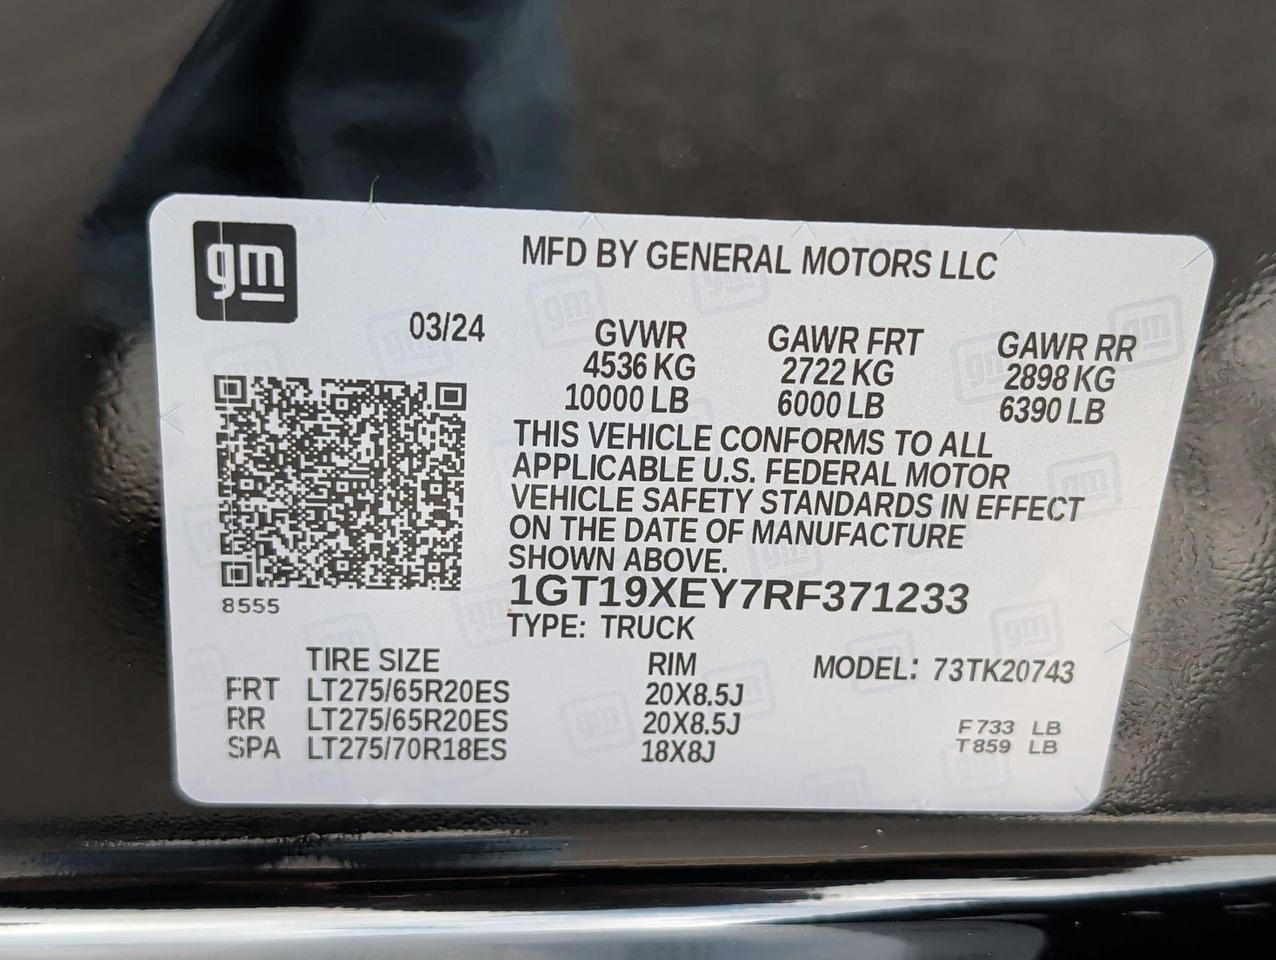 gm
MFD BY GENERAL MOTORS LLC
03/24 GVWR GAWR FRT GAWR RR
4536 KG 2722 KG 2898 KG
10000 LB 6000 LB 6390 LB
THIS VEHICLE CONFORMS TO ALL
APPLICABLE U.S. FEDERAL MOTOR
VEHICLE SAFETY STANDARDS IN EFFECT
ON THE DATE OF MANUFACTURE
SHOWN ABOVE.
8555 1GT19XEY7RF371233
TYPE: TRUCK
TIRE SIZE RIM MODEL: 73TK20743
FRT LT275/65R20ES 20X8.5J
RR LT275/65R20ES 20X8.5J F 733 LB
SPA LT275/70R18ES 18X8J T 859 LB